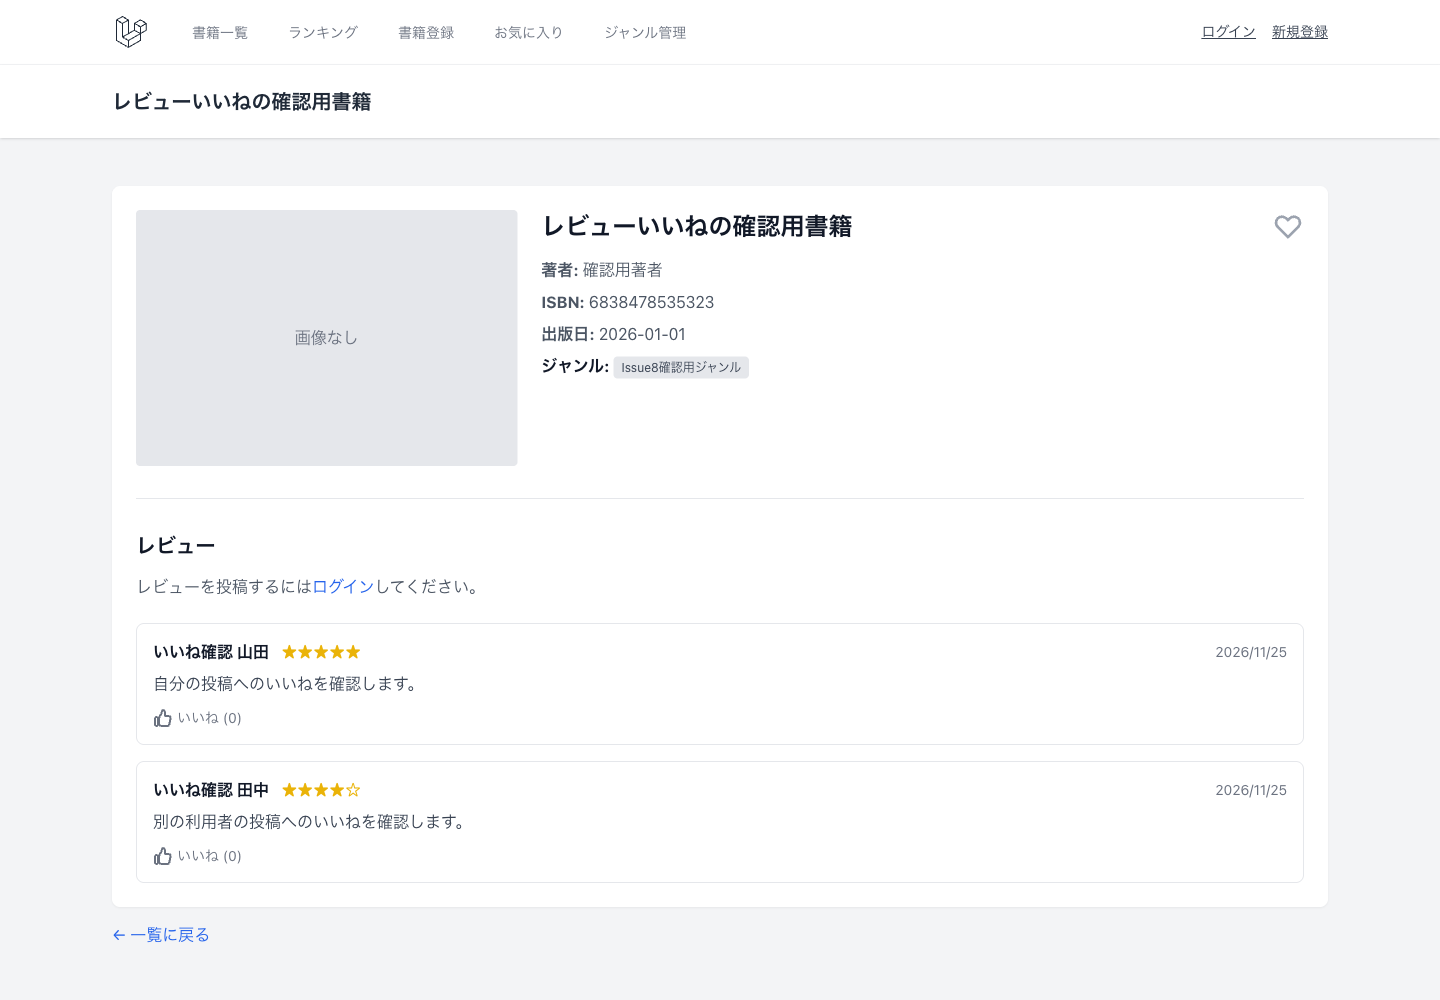 書籍一覧 ランキング 書籍登録 お気に入り ジャンル管理 ログイン 新規登録
レビューいいねの確認用書籍
画像なし
レビューいいねの確認用書籍
著者: 確認用著者
ISBN: 6838478535323
出版日: 2026-01-01
ジャンル: Issue8確認用ジャンル
レビュー
レビューを投稿するにはログインしてください。
いいね確認 山田 ★★★★★ 2026/11/25
自分の投稿へのいいねを確認します。
いいね (0)
いいね確認 田中 ★★★★☆ 2026/11/25
別の利用者の投稿へのいいねを確認します。
いいね (0)
← 一覧に戻る